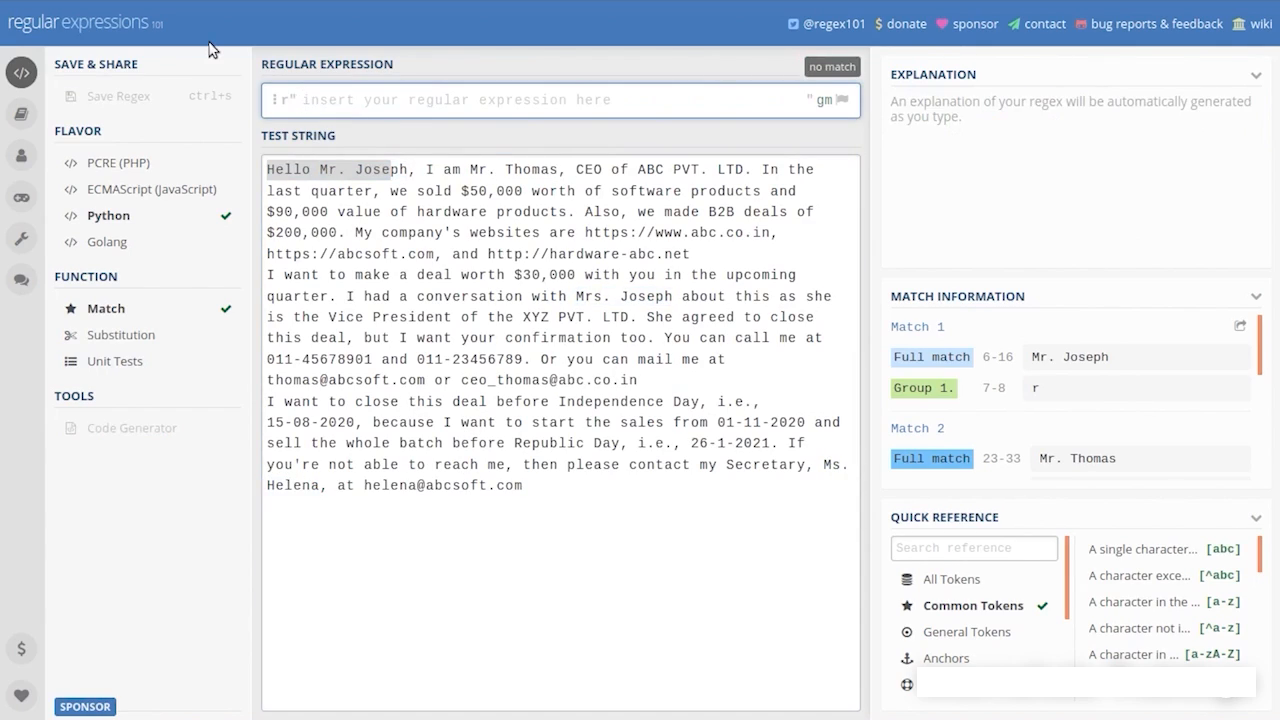 regular expressions 101
@regex101
donate
sponsor
contact
bug reports & feedback
wiki
SAVE & SHARE
Save Regex ctrl+s
FLAVOR
</> PCRE (PHP)
</> ECMAScript (JavaScript)
</> Python
</> Golang
FUNCTION
Match
Substitution
Unit Tests
TOOLS
Code Generator
SPONSOR
REGULAR EXPRESSION
no match
r" insert your regular expression here " gm
TEST STRING
Hello Mr. Joseph, I am Mr. Thomas, CEO of ABC PVT. LTD. In the
last quarter, we sold $50,000 worth of software products and
$90,000 value of hardware products. Also, we made B2B deals of
$200,000. My company's websites are https://www.abc.co.in,
https://abcsoft.com, and http://hardware-abc.net
I want to make a deal worth $30,000 with you in the upcoming
quarter. I had a conversation with Mrs. Joseph about this as she
is the Vice President of the XYZ PVT. LTD. She agreed to close
this deal, but I want your confirmation too. You can call me at
011-45678901 and 011-23456789. Or you can mail me at
thomas@abcsoft.com or ceo_thomas@abc.co.in
I want to close this deal before Independence Day, i.e.,
15-08-2020, because I want to start the sales from 01-11-2020 and
sell the whole batch before Republic Day, i.e., 26-1-2021. If
you're not able to reach me, then please contact my Secretary, Ms.
Helena, at helena@abcsoft.com
EXPLANATION
An explanation of your regex will be automatically generated
as you type.
MATCH INFORMATION
Match 1
Full match 6-16 Mr. Joseph
Group 1. 7-8 r
Match 2
Full match 23-33 Mr. Thomas
QUICK REFERENCE
Search reference
All Tokens
Common Tokens
General Tokens
Anchors
A single character... [abc]
A character exce... [^abc]
A character in the ... [a-z]
A character not i... [^a-z]
A character in ... [a-zA-Z]